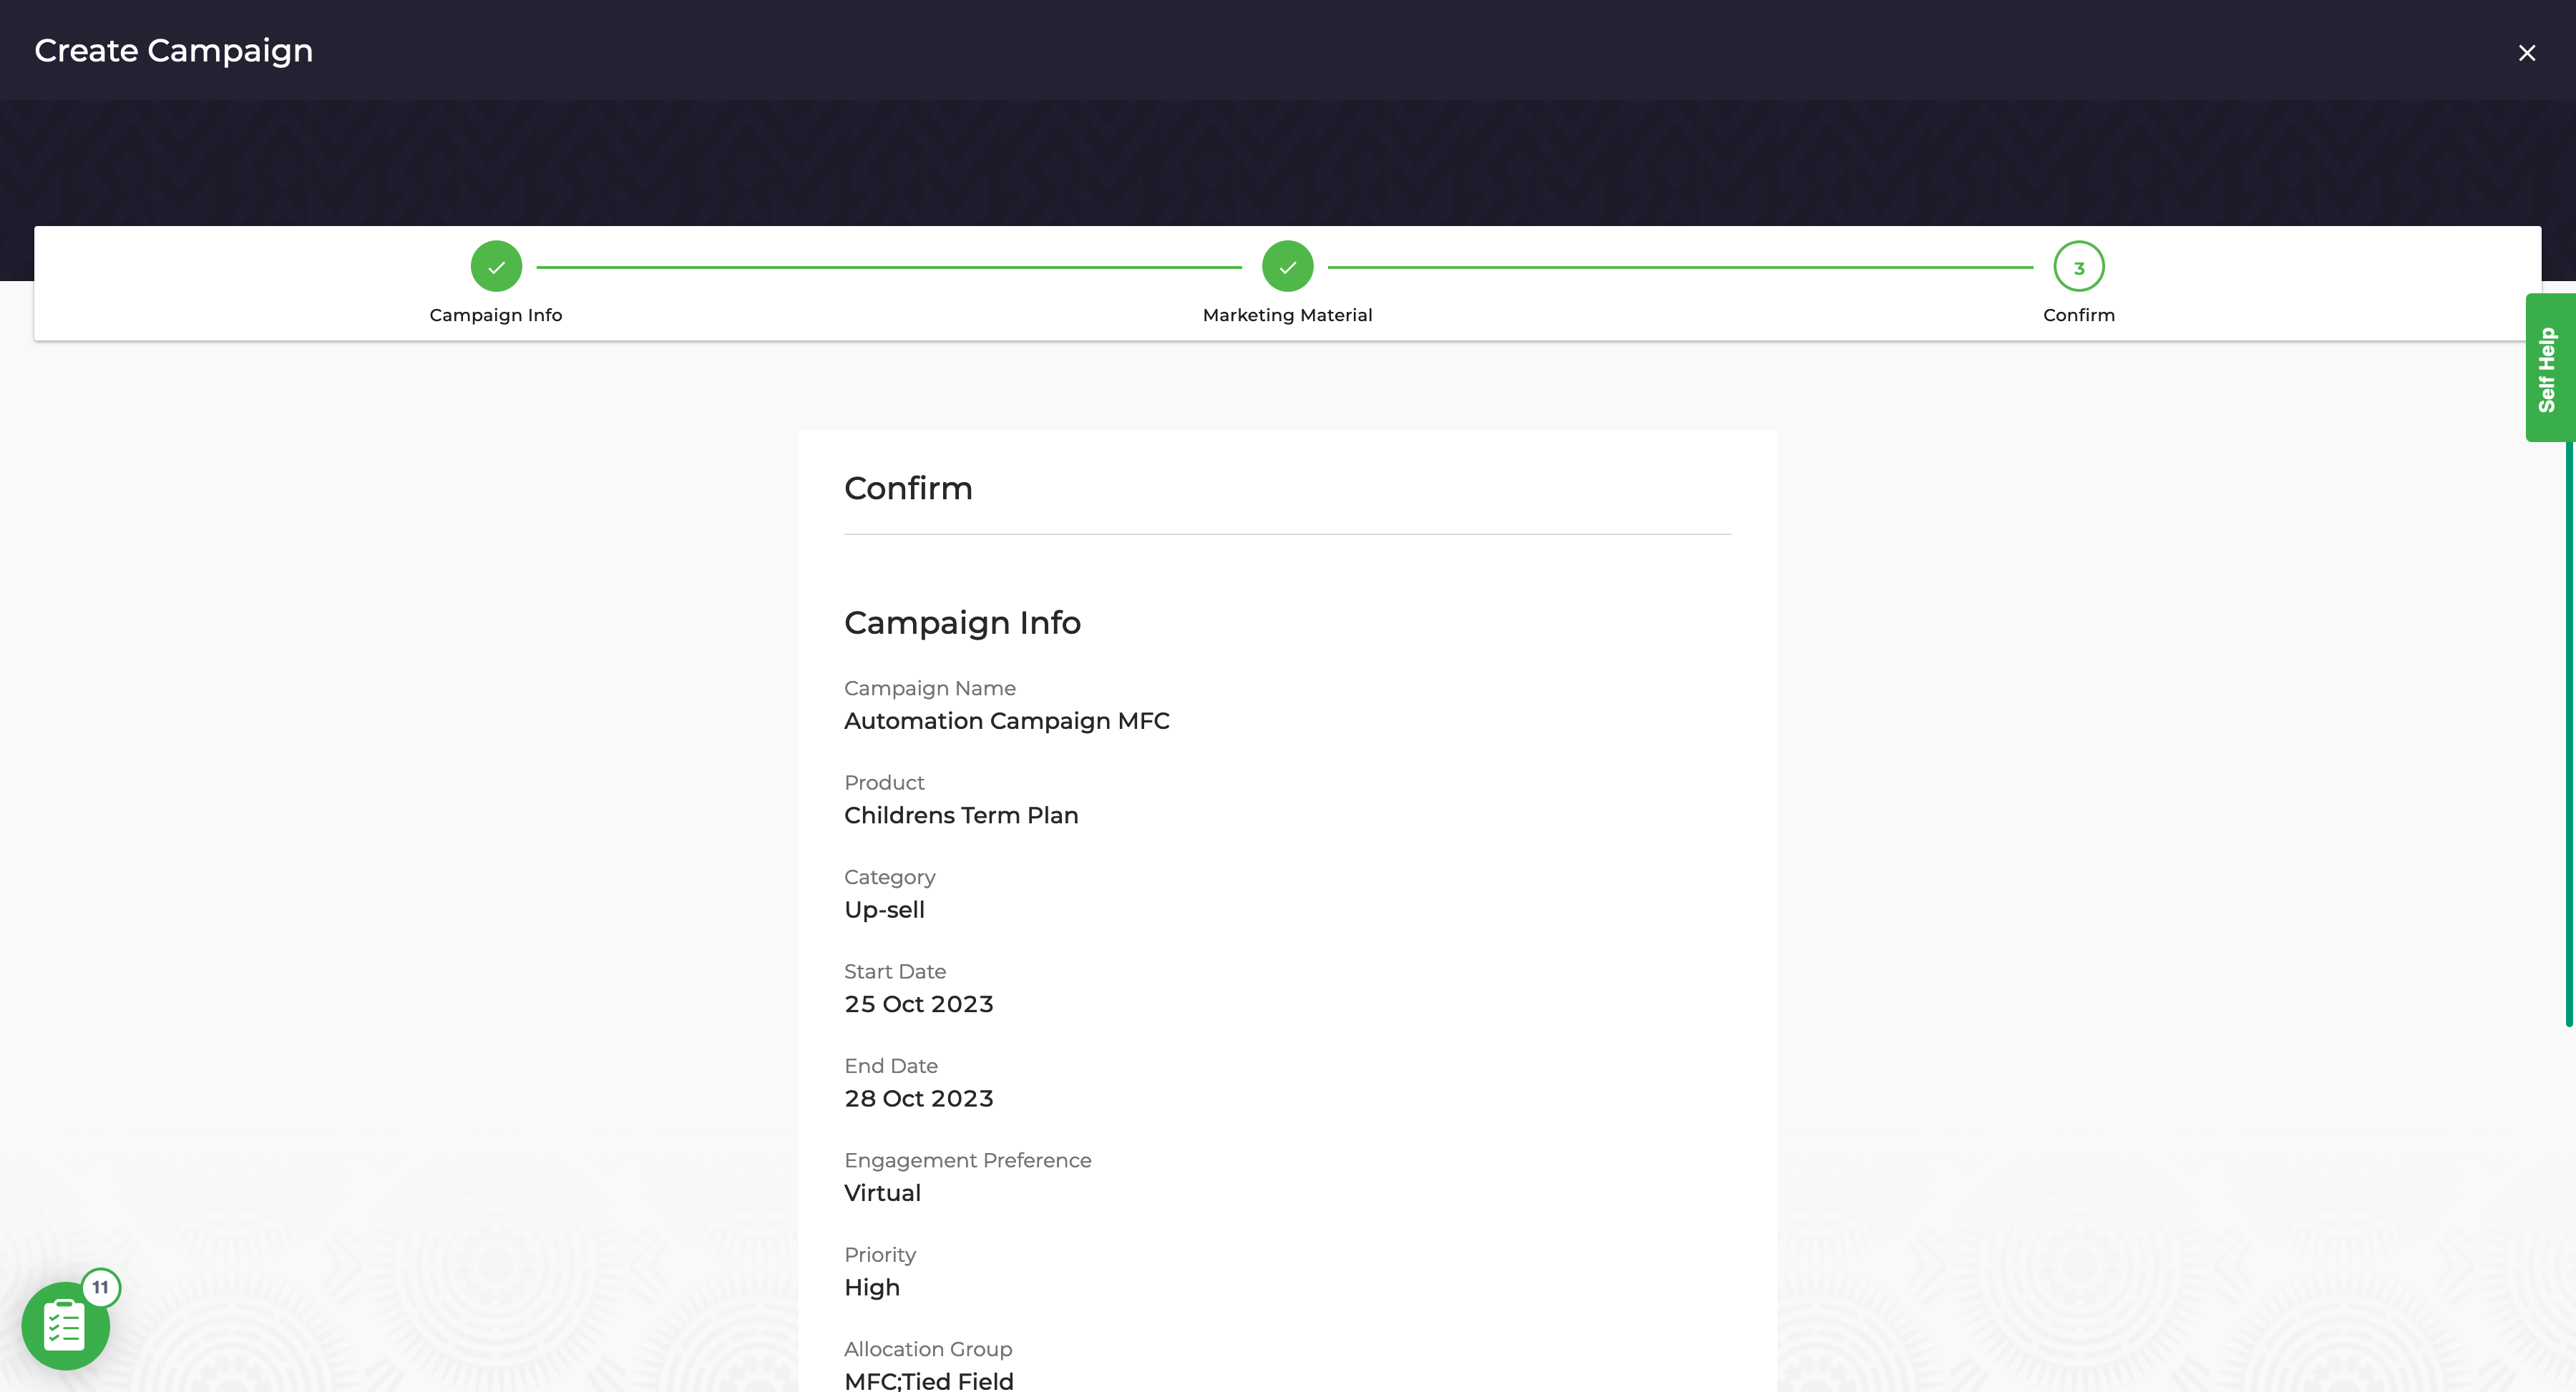 Create Campaign
Campaign Info
Marketing Material
3
Confirm
Self Help
Confirm
Campaign Info
Campaign Name
Automation Campaign MFC
Product
Childrens Term Plan
Category
Up-sell
Start Date
25 Oct 2023
End Date
28 Oct 2023
Engagement Preference
Virtual
Priority
High
11
Allocation Group
MFC;Tied Field